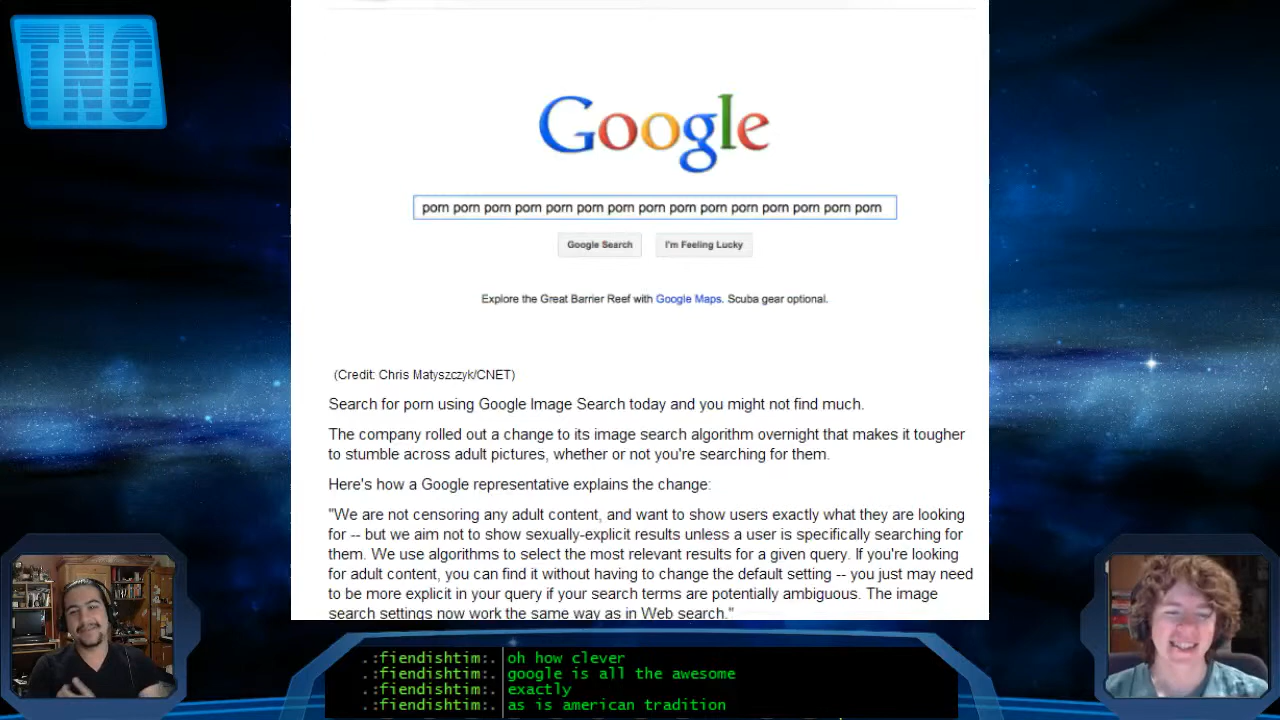 TNC
Google
porn porn porn porn porn porn porn porn porn porn porn porn porn porn porn
Google Search
I'm Feeling Lucky
Explore the Great Barrier Reef with Google Maps. Scuba gear optional.
(Credit: Chris Matyszczyk/CNET)
Search for porn using Google Image Search today and you might not find much.
The company rolled out a change to its image search algorithm overnight that makes it tougher
to stumble across adult pictures, whether or not you're searching for them.
Here's how a Google representative explains the change:
"We are not censoring any adult content, and want to show users exactly what they are looking
for -- but we aim not to show sexually-explicit results unless a user is specifically searching for
them. We use algorithms to select the most relevant results for a given query. If you're looking
for adult content, you can find it without having to change the default setting -- you just may need
to be more explicit in your query if your search terms are potentially ambiguous. The image
search settings now work the same way as in Web search."
.:fiendishtim:. oh how clever
.:fiendishtim:. google is all the awesome
.:fiendishtim:. exactly
.:fiendishtim:. as is american tradition